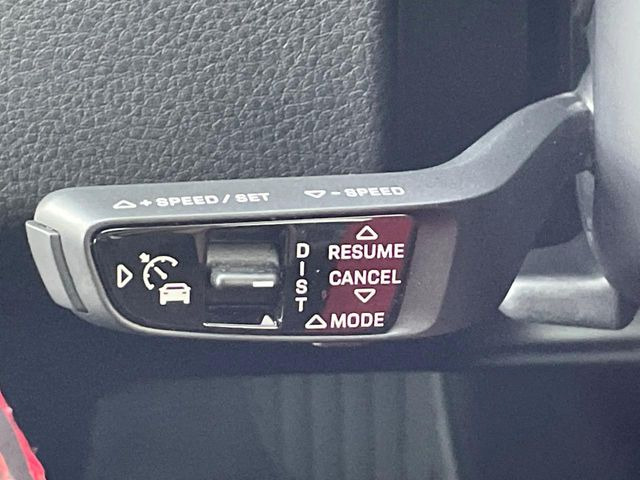 + SPEED / SET
- SPEED
DIST
RESUME
CANCEL
MODE